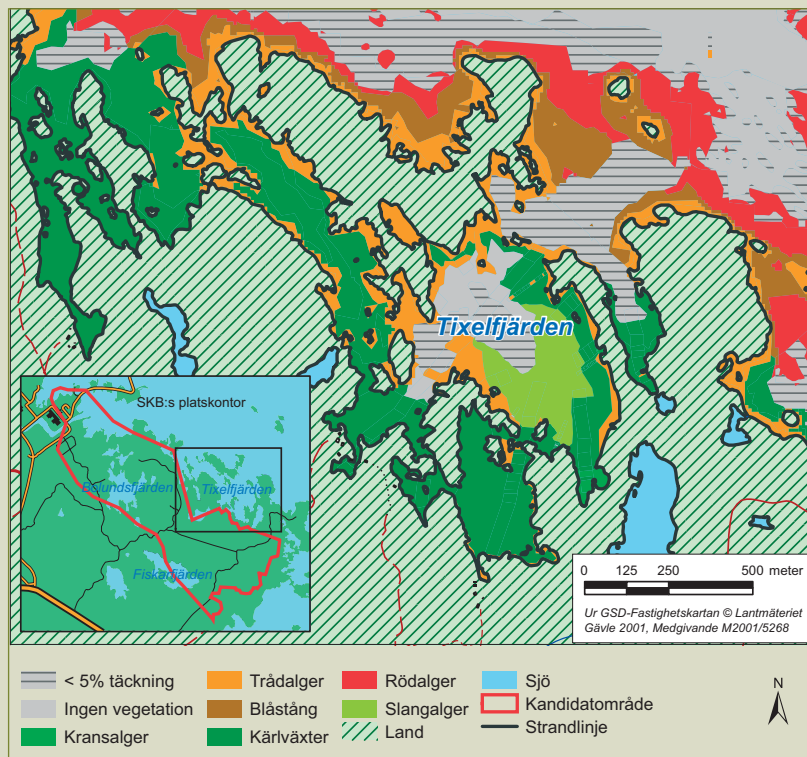 Tixelfjärden
SKB:s platskontor
Bolundsfjärden
Tixelfjärden
Fiskarfjärden
0 125 250 500 meter
Ur GSD-Fastighetskartan © Lantmäteriet
Gävle 2001, Medgivande M2001/5268
< 5% täckning
Ingen vegetation
Kransalger
Trådalger
Blåstång
Kärlväxter
Rödalger
Slangalger
Land
Sjö
Kandidatområde
Strandlinje
N